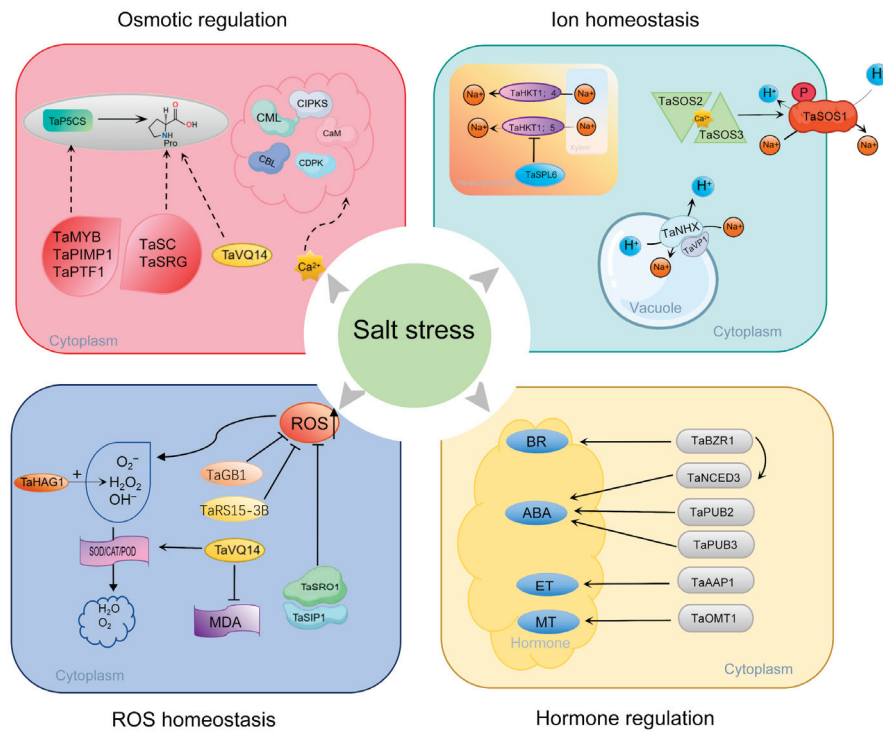 Osmotic regulation
Ion homeostasis
TaP5CS
O
OH
NH
Pro
CML
CIPKS
CaM
CBL
CDPK
TaMYB
TaPIMP1
TaPTF1
TaSC
TaSRG
TaVQ14
Ca²⁺
Cytoplasm
Na+
TaHKT1; 4
Na+
Na+
TaHKT1; 5
Na+
Xylem
TaSPL6
TaSOS2
Ca²⁺
TaSOS3
H⁺
P
TaSOS1
H
Na+
Na+
H⁺
TaNHX
Na+
H⁺
TaVP1
Na+
Vacuole
Cytoplasm
Salt stress
ROS
O₂⁻
H₂O₂
OH⁻
TaHAG1
+
TaGB1
TaRS15-3B
SOD/CAT/POD
TaVQ14
H₂O
O₂
MDA
TaSRO1
TaSIP1
Cytoplasm
BR
TaBZR1
TaNCED3
ABA
TaPUB2
TaPUB3
ET
TaAAP1
MT
TaOMT1
Hormone
Cytoplasm
ROS homeostasis
Hormone regulation